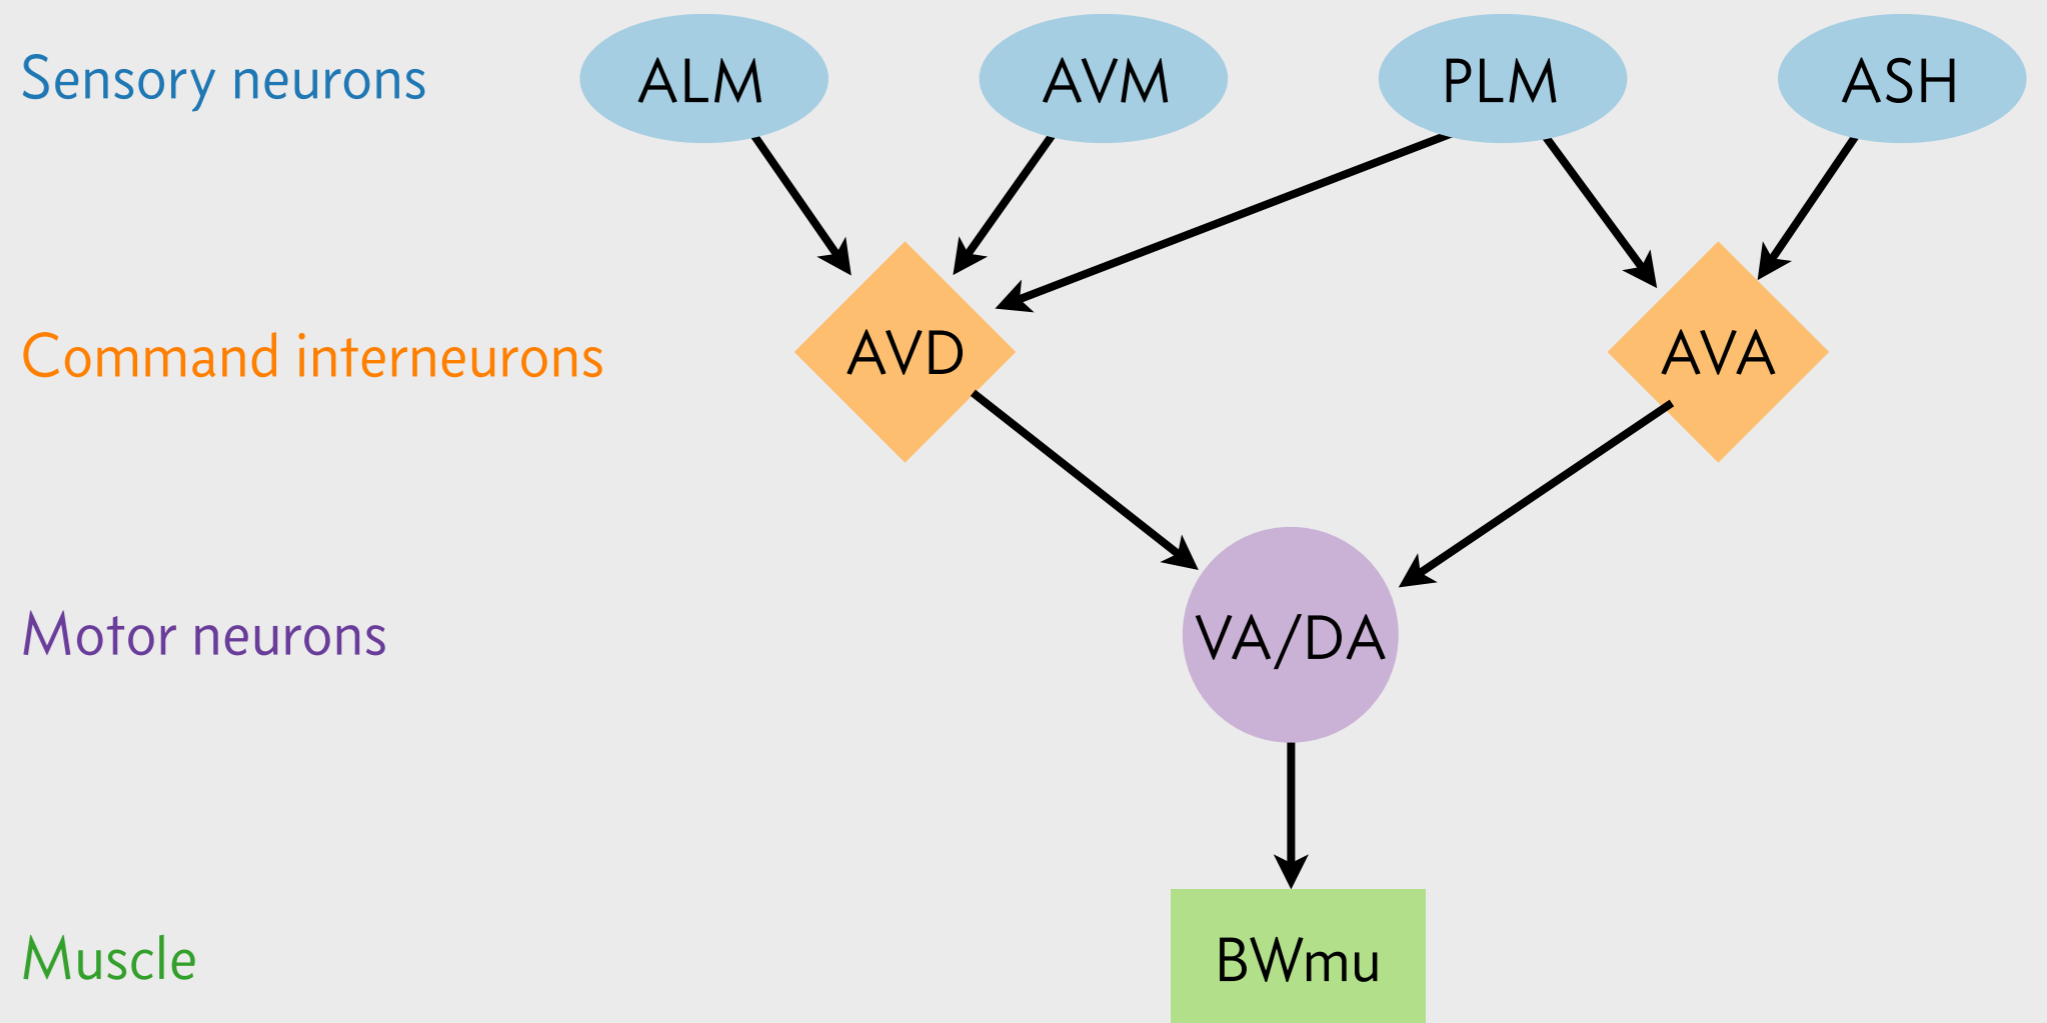 Sensory neurons
ALM
AVM
PLM
ASH
Command interneurons
AVD
AVA
Motor neurons
VA/DA
Muscle
BWmu